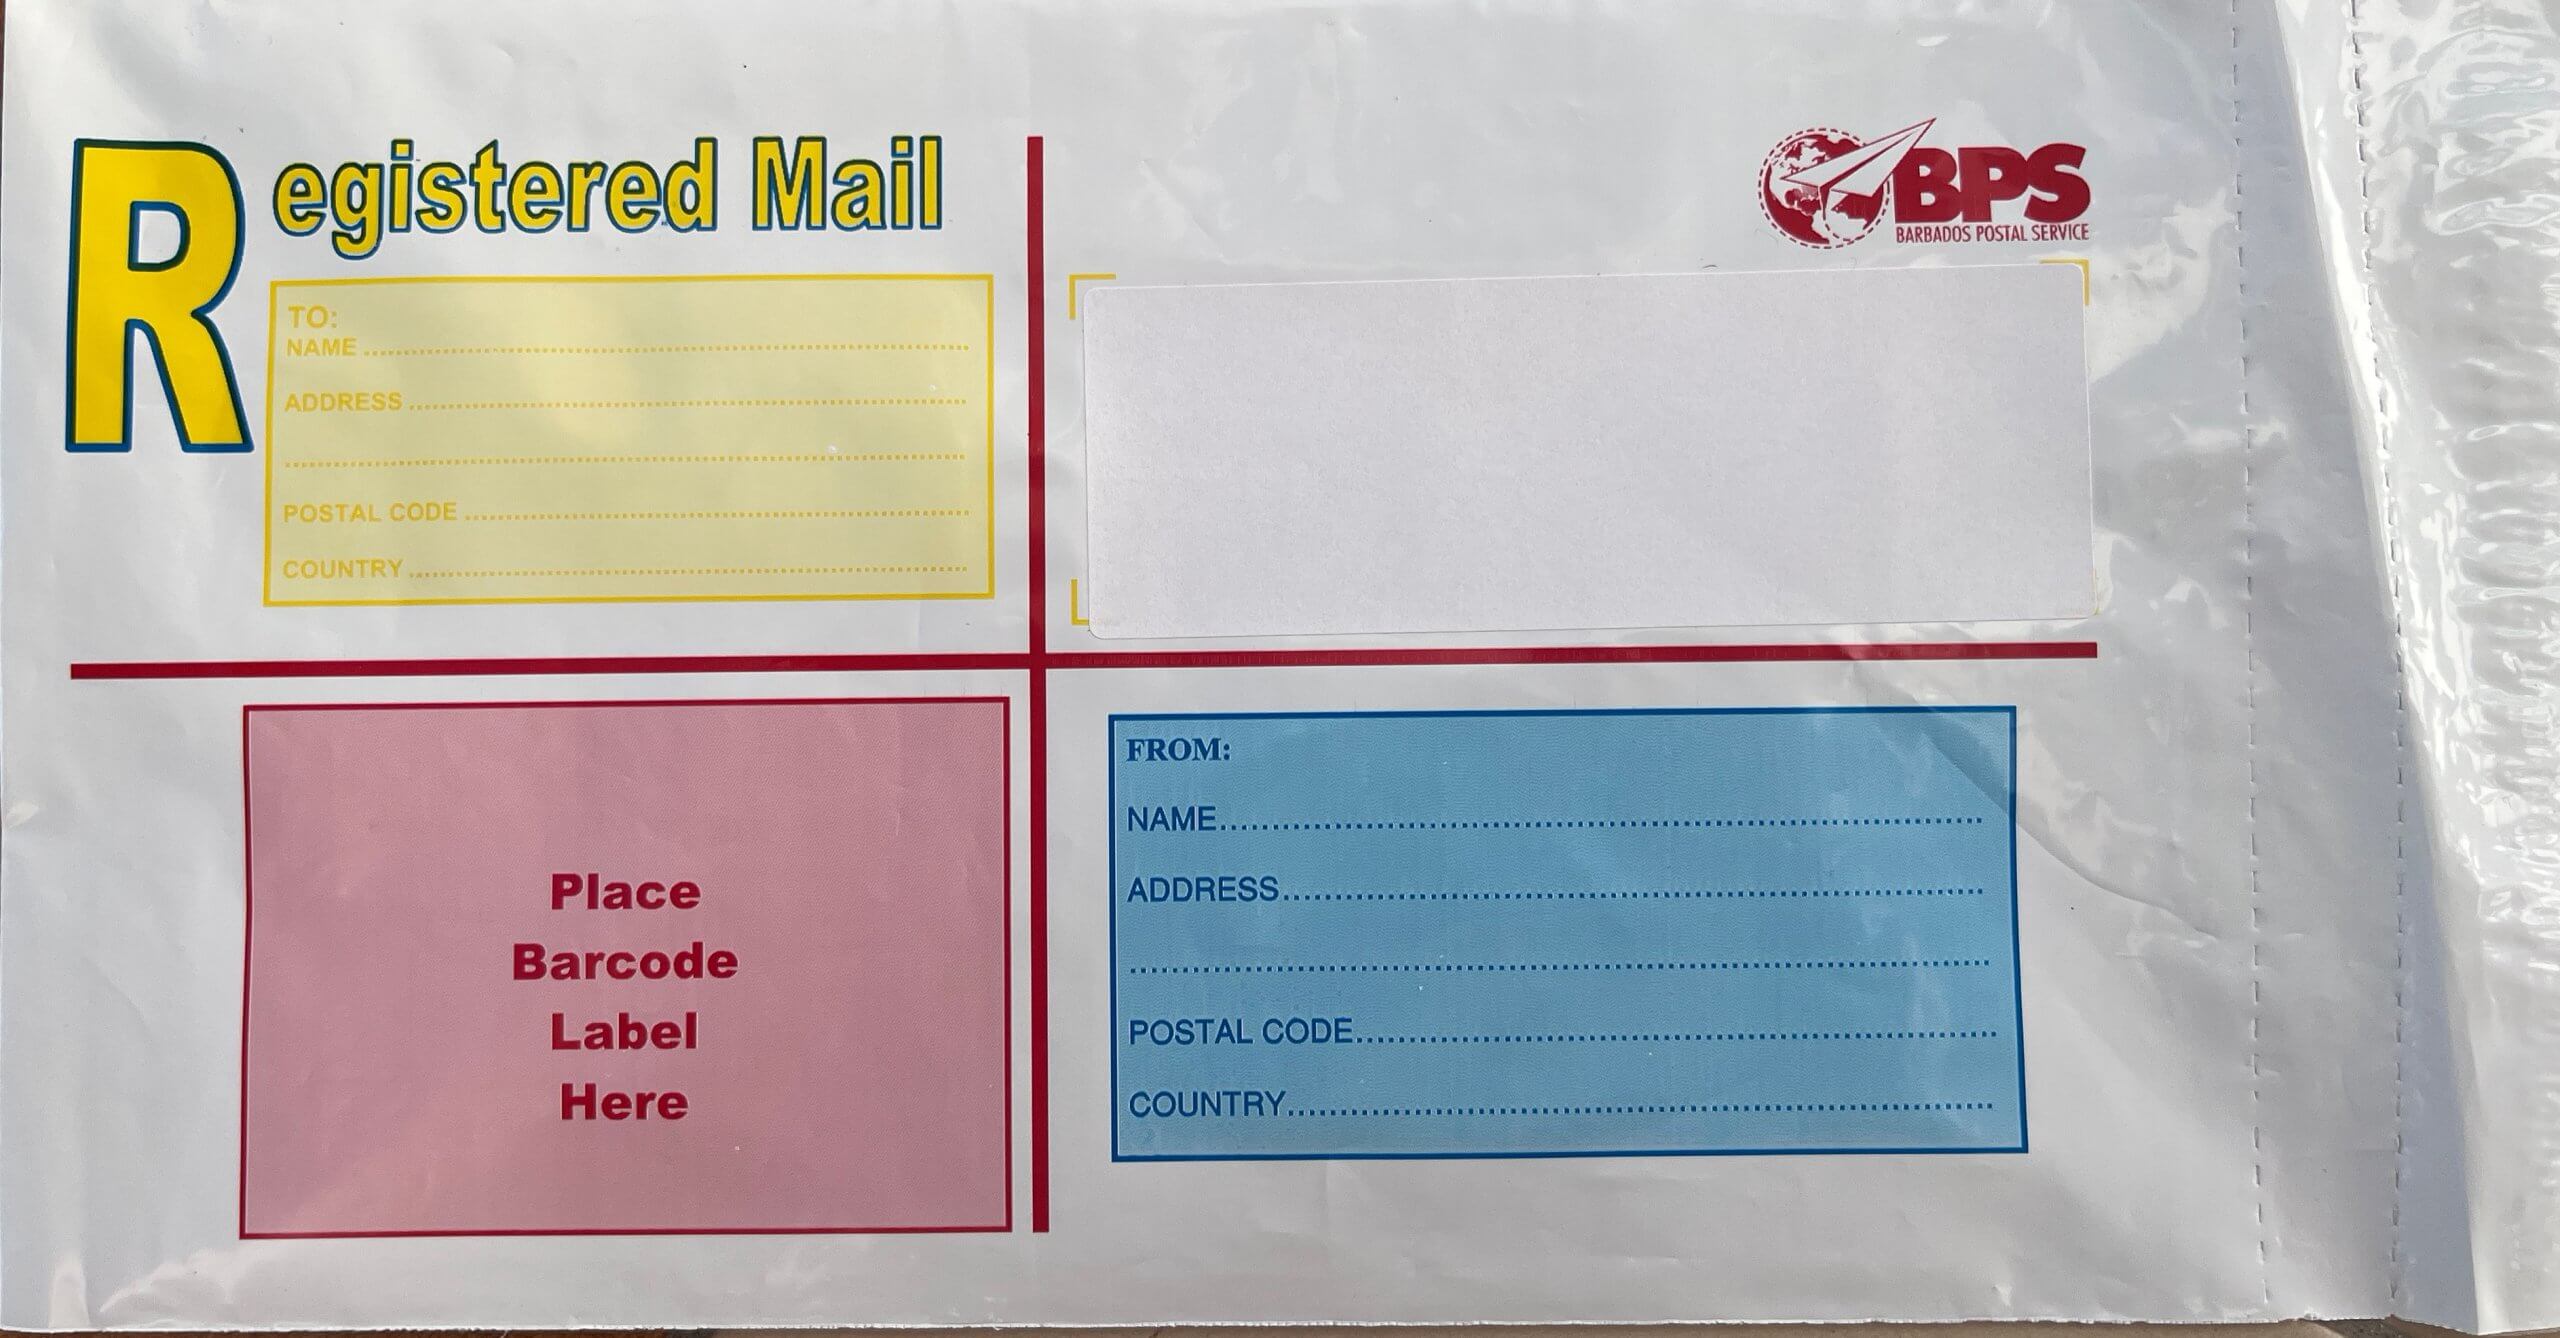 Registered Mail
BPS
BARBADOS POSTAL SERVICE
TO:
NAME
ADDRESS
POSTAL CODE
COUNTRY
Place
Barcode
Label
Here
FROM:
NAME
ADDRESS
POSTAL CODE
COUNTRY